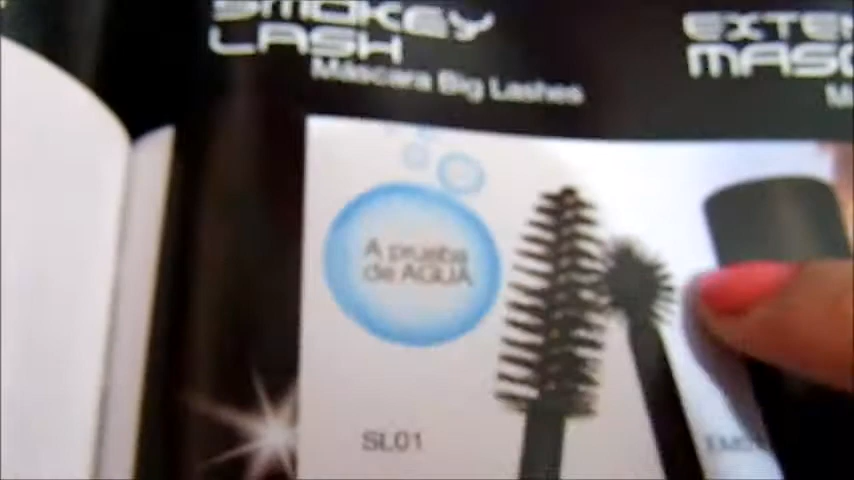 SMOKEY
LASH
Máscara Big Lashes
EXTEN
MASC
A prueba
de AGUA
SL01